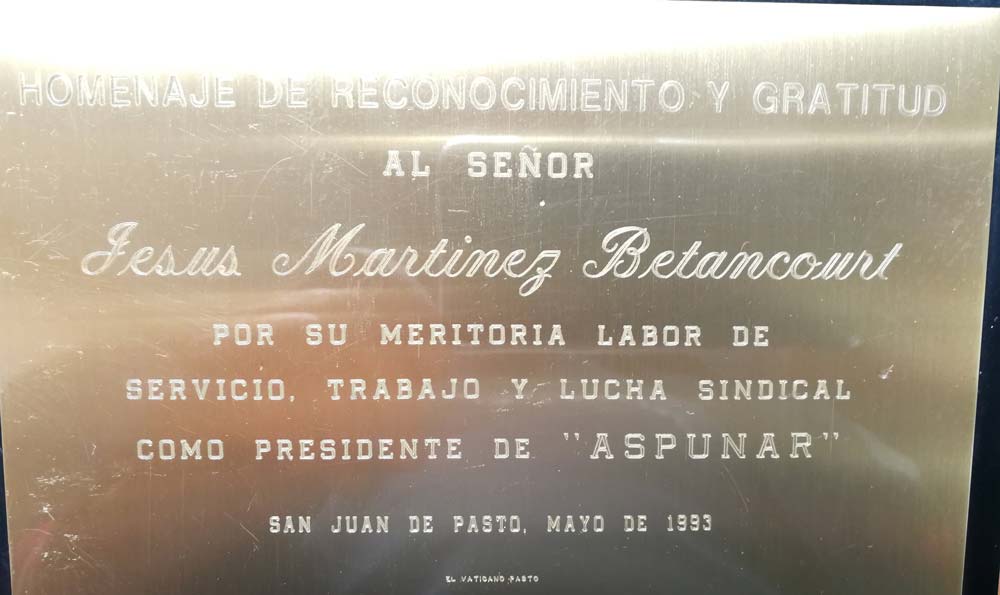 HOMENAJE DE RECONOCIMIENTO Y GRATITUD
AL SEÑOR
Jesus Martinez Betancourt
POR SU MERITORIA LABOR DE
SERVICIO, TRABAJO Y LUCHA SINDICAL
COMO PRESIDENTE DE "ASPUNAR"
SAN JUAN DE PASTO, MAYO DE 1993
EL VATICANO PASTO